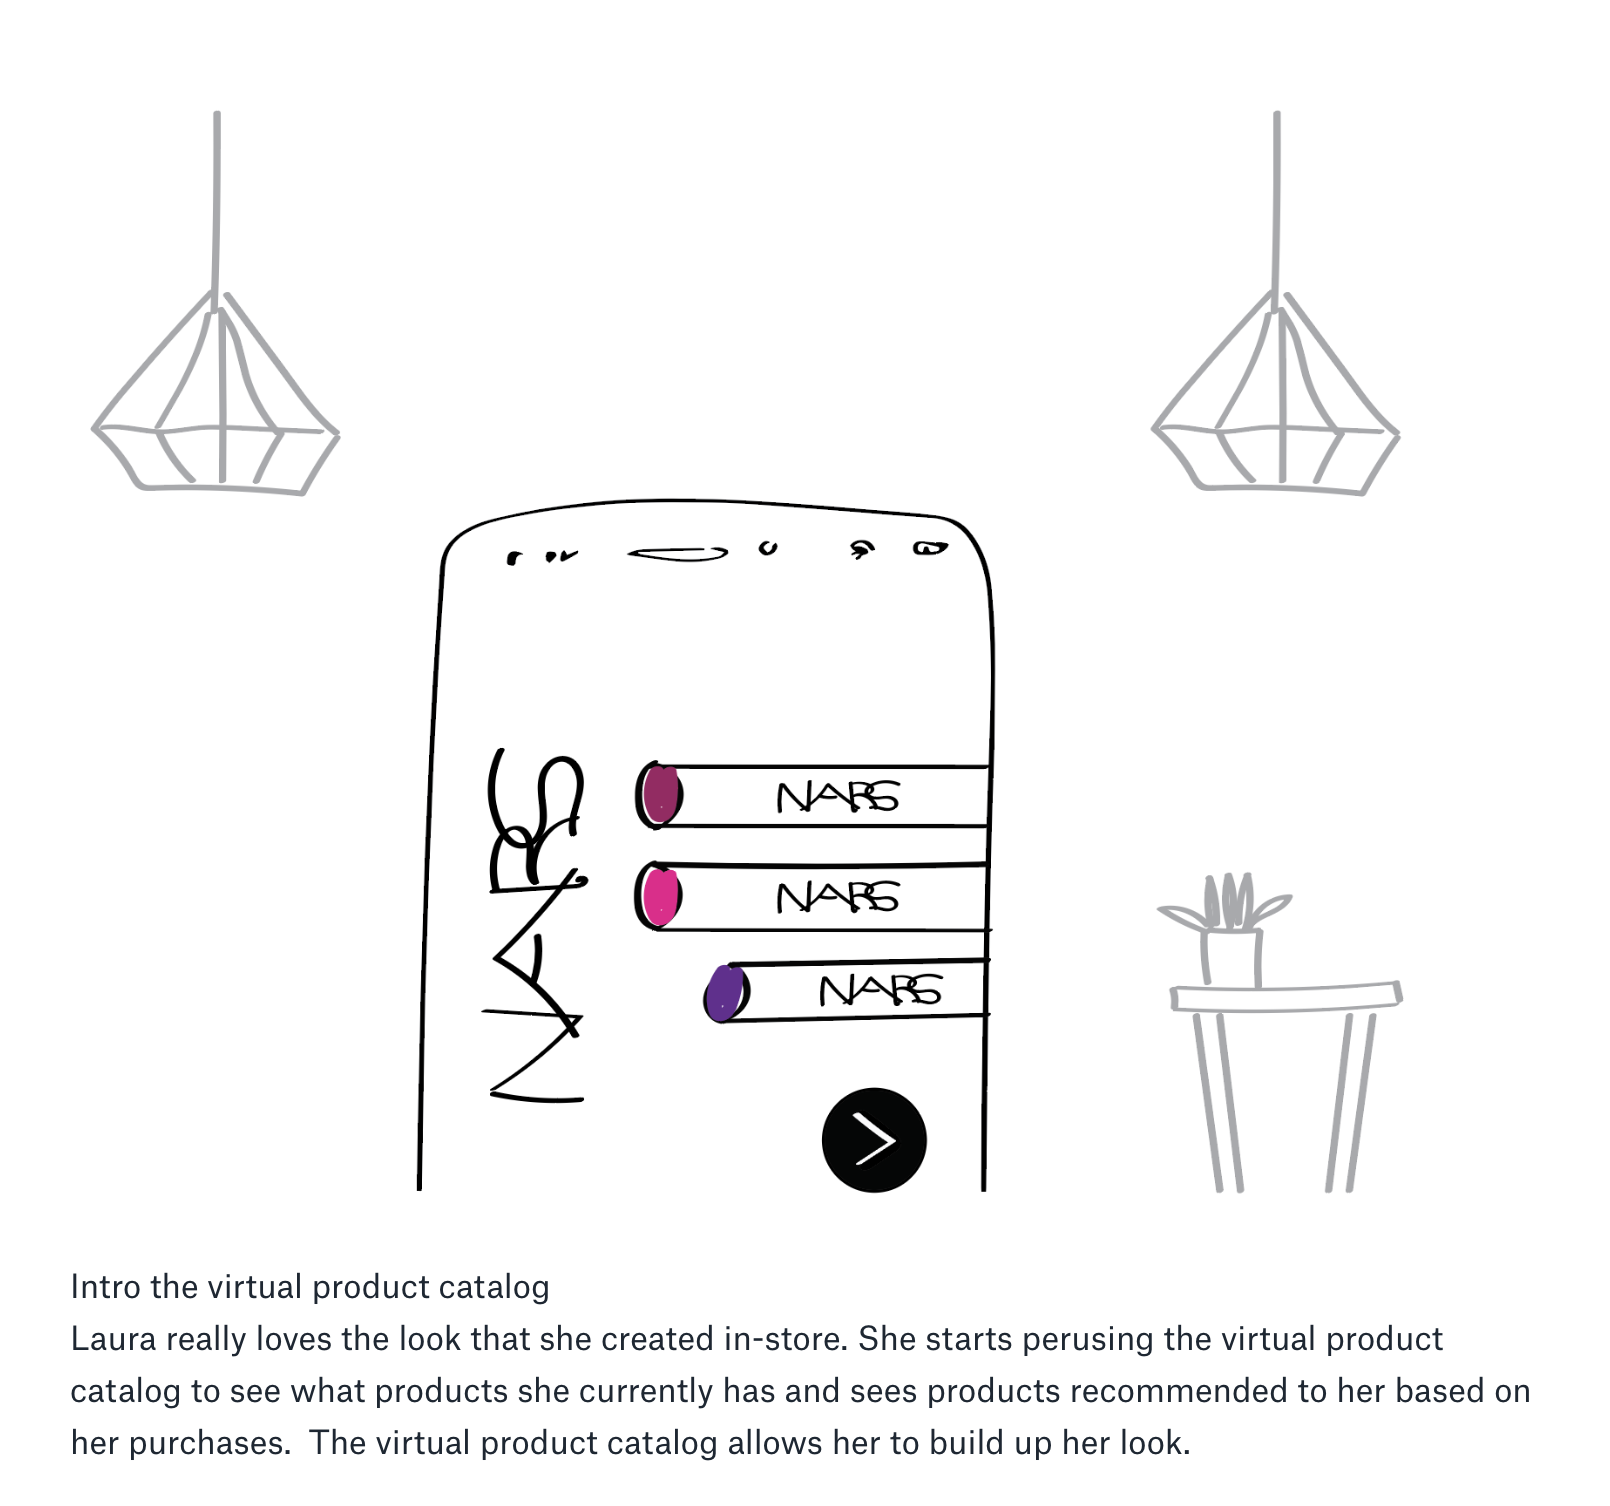 NARS
NARS
NARS
NARS
Intro the virtual product catalog
Laura really loves the look that she created in-store. She starts perusing the virtual product
catalog to see what products she currently has and sees products recommended to her based on
her purchases.  The virtual product catalog allows her to build up her look.